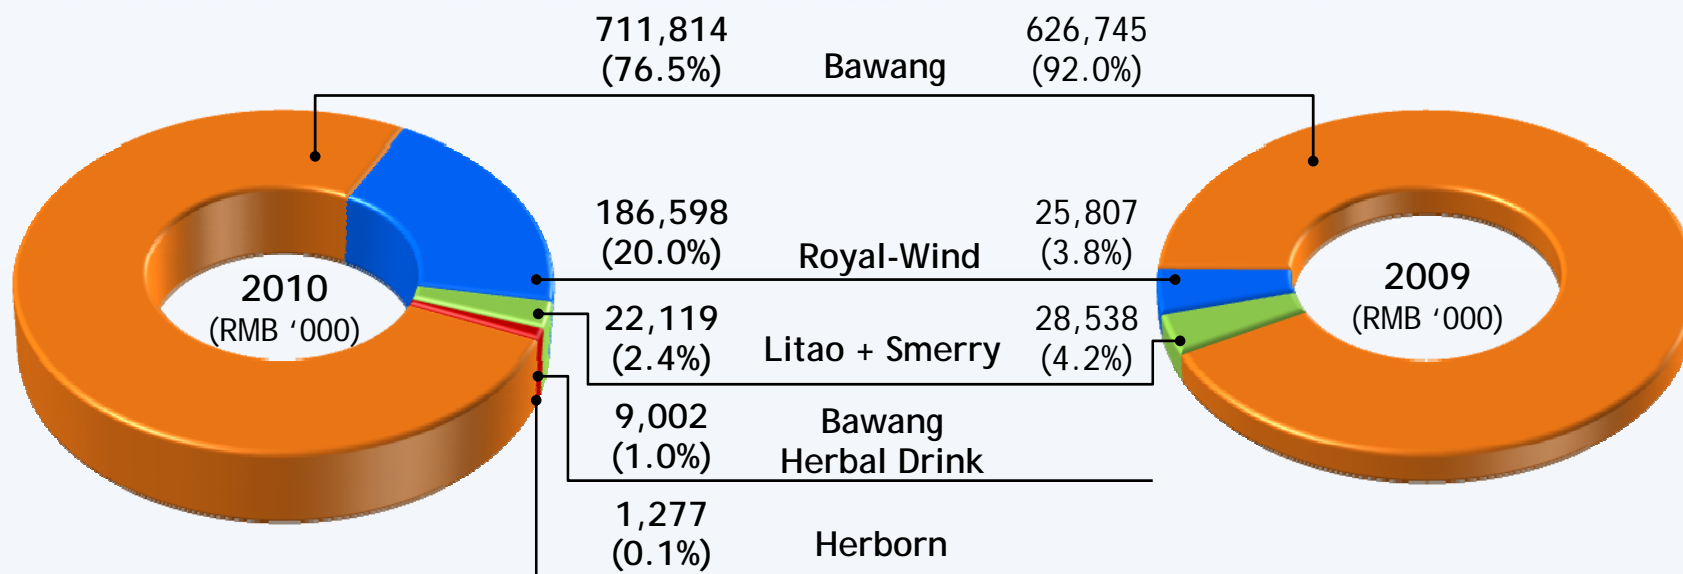 711,814
(76.5%)
Bawang
626,745
(92.0%)
186,598
(20.0%)
Royal-Wind
25,807
(3.8%)
2010
(RMB ‘000)
2009
(RMB ‘000)
22,119
(2.4%)
Litao + Smerry
28,538
(4.2%)
9,002
(1.0%)
Bawang
Herbal Drink
1,277
(0.1%)
Herborn